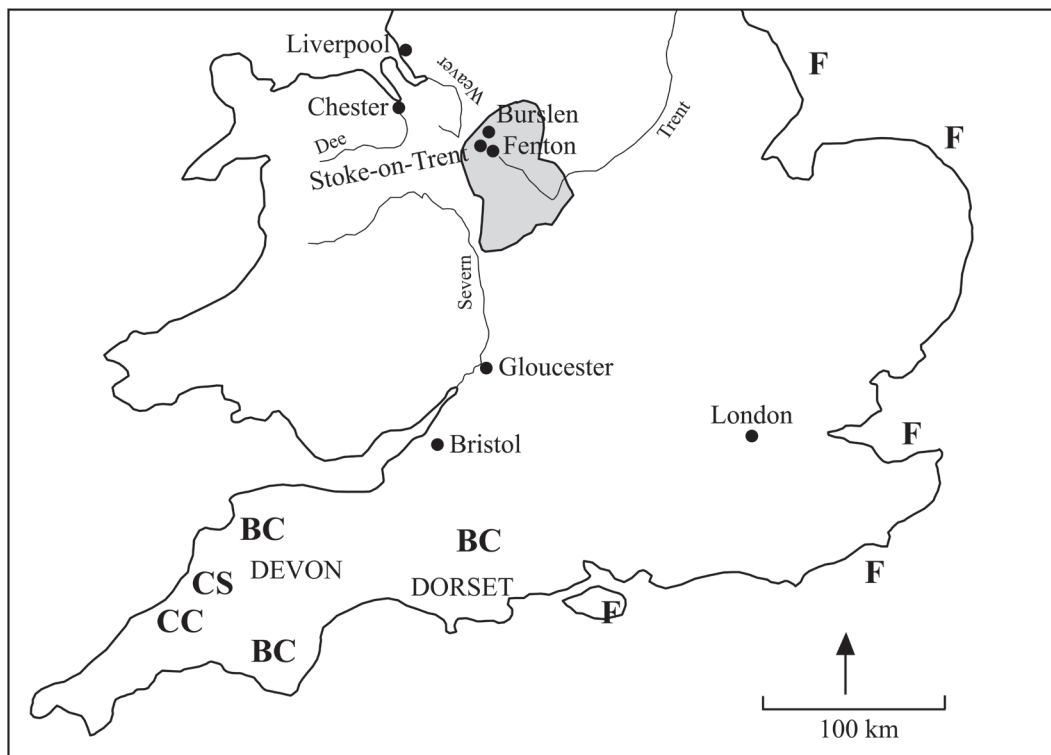 Liverpool
Weaver
F
Chester
Burslen
Trent
F
Dee
Fenton
Stoke-on-Trent
Severn
Gloucester
London
F
Bristol
BC
BC
DEVON
CS
DORSET
F
CC
F
BC
100 km